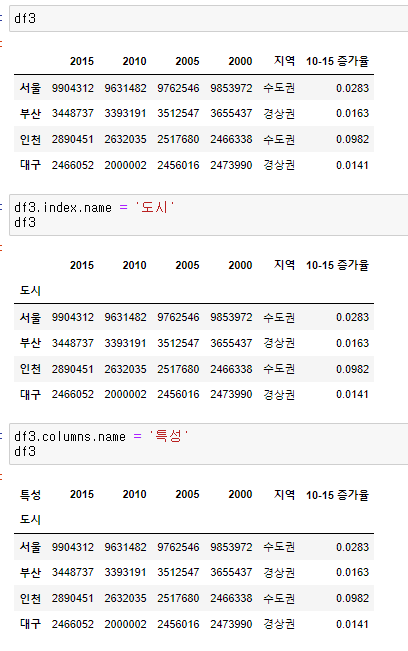 df3
2015 2010 2005 2000 지역 10-15 증가율
서울 9904312 9631482 9762546 9853972 수도권 0.0283
부산 3448737 3393191 3512547 3655437 경상권 0.0163
인천 2890451 2632035 2517680 2466338 수도권 0.0982
대구 2466052 2000002 2456016 2473990 경상권 0.0141
df3.index.name = '도시'
df3
2015 2010 2005 2000 지역 10-15 증가율
도시
서울 9904312 9631482 9762546 9853972 수도권 0.0283
부산 3448737 3393191 3512547 3655437 경상권 0.0163
인천 2890451 2632035 2517680 2466338 수도권 0.0982
대구 2466052 2000002 2456016 2473990 경상권 0.0141
df3.columns.name = '특성'
df3
특성 2015 2010 2005 2000 지역 10-15 증가율
도시
서울 9904312 9631482 9762546 9853972 수도권 0.0283
부산 3448737 3393191 3512547 3655437 경상권 0.0163
인천 2890451 2632035 2517680 2466338 수도권 0.0982
대구 2466052 2000002 2456016 2473990 경상권 0.0141